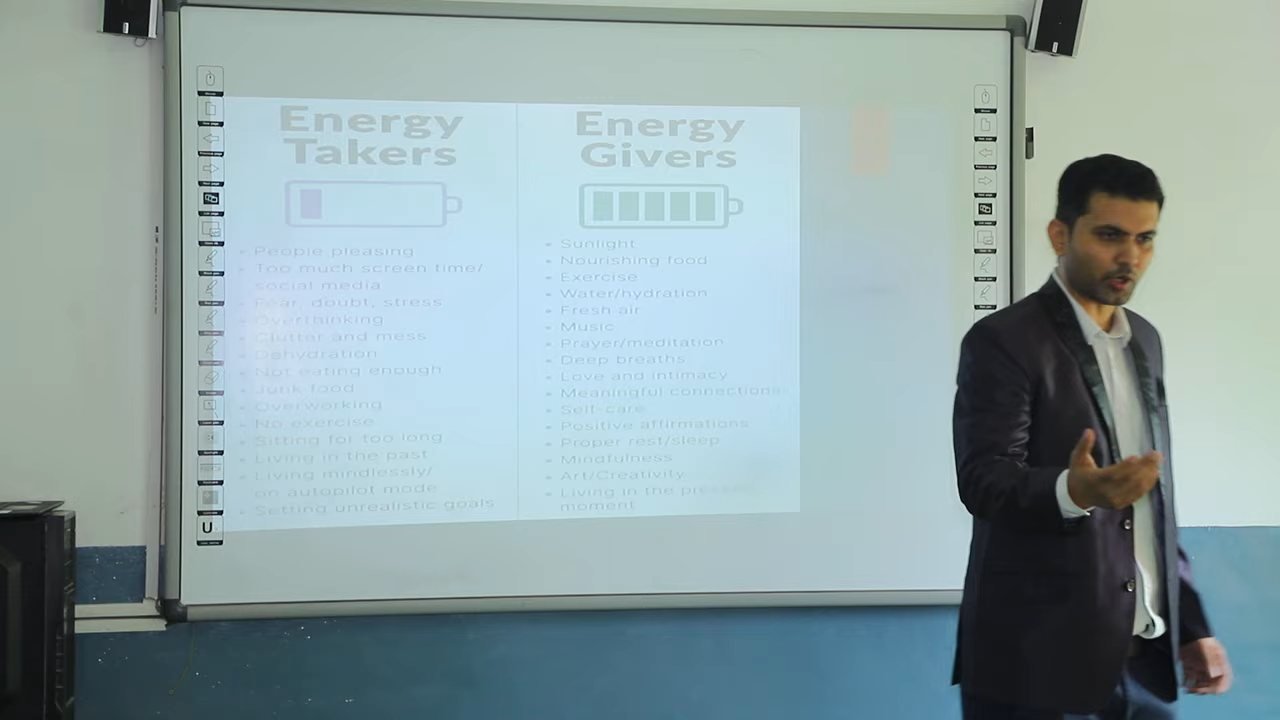 Energy
Takers
People pleasing
Too much screen time/
social media
Fear, doubt, stress
Overthinking
Clutter and mess
Dehydration
Not eating enough
Junk food
Overworking
No exercise
Sitting for too long
Living in the past
Living mindlessly/
on autopilot mode
Setting unrealistic goals
Energy
Givers
Sunlight
Nourishing food
Exercise
Water/hydration
Fresh air
Music
Prayer/meditation
Deep breaths
Love and intimacy
Meaningful connections
Self-care
Positive affirmations
Proper rest/sleep
Mindfulness
Art/Creativity
Living in the present
moment
U